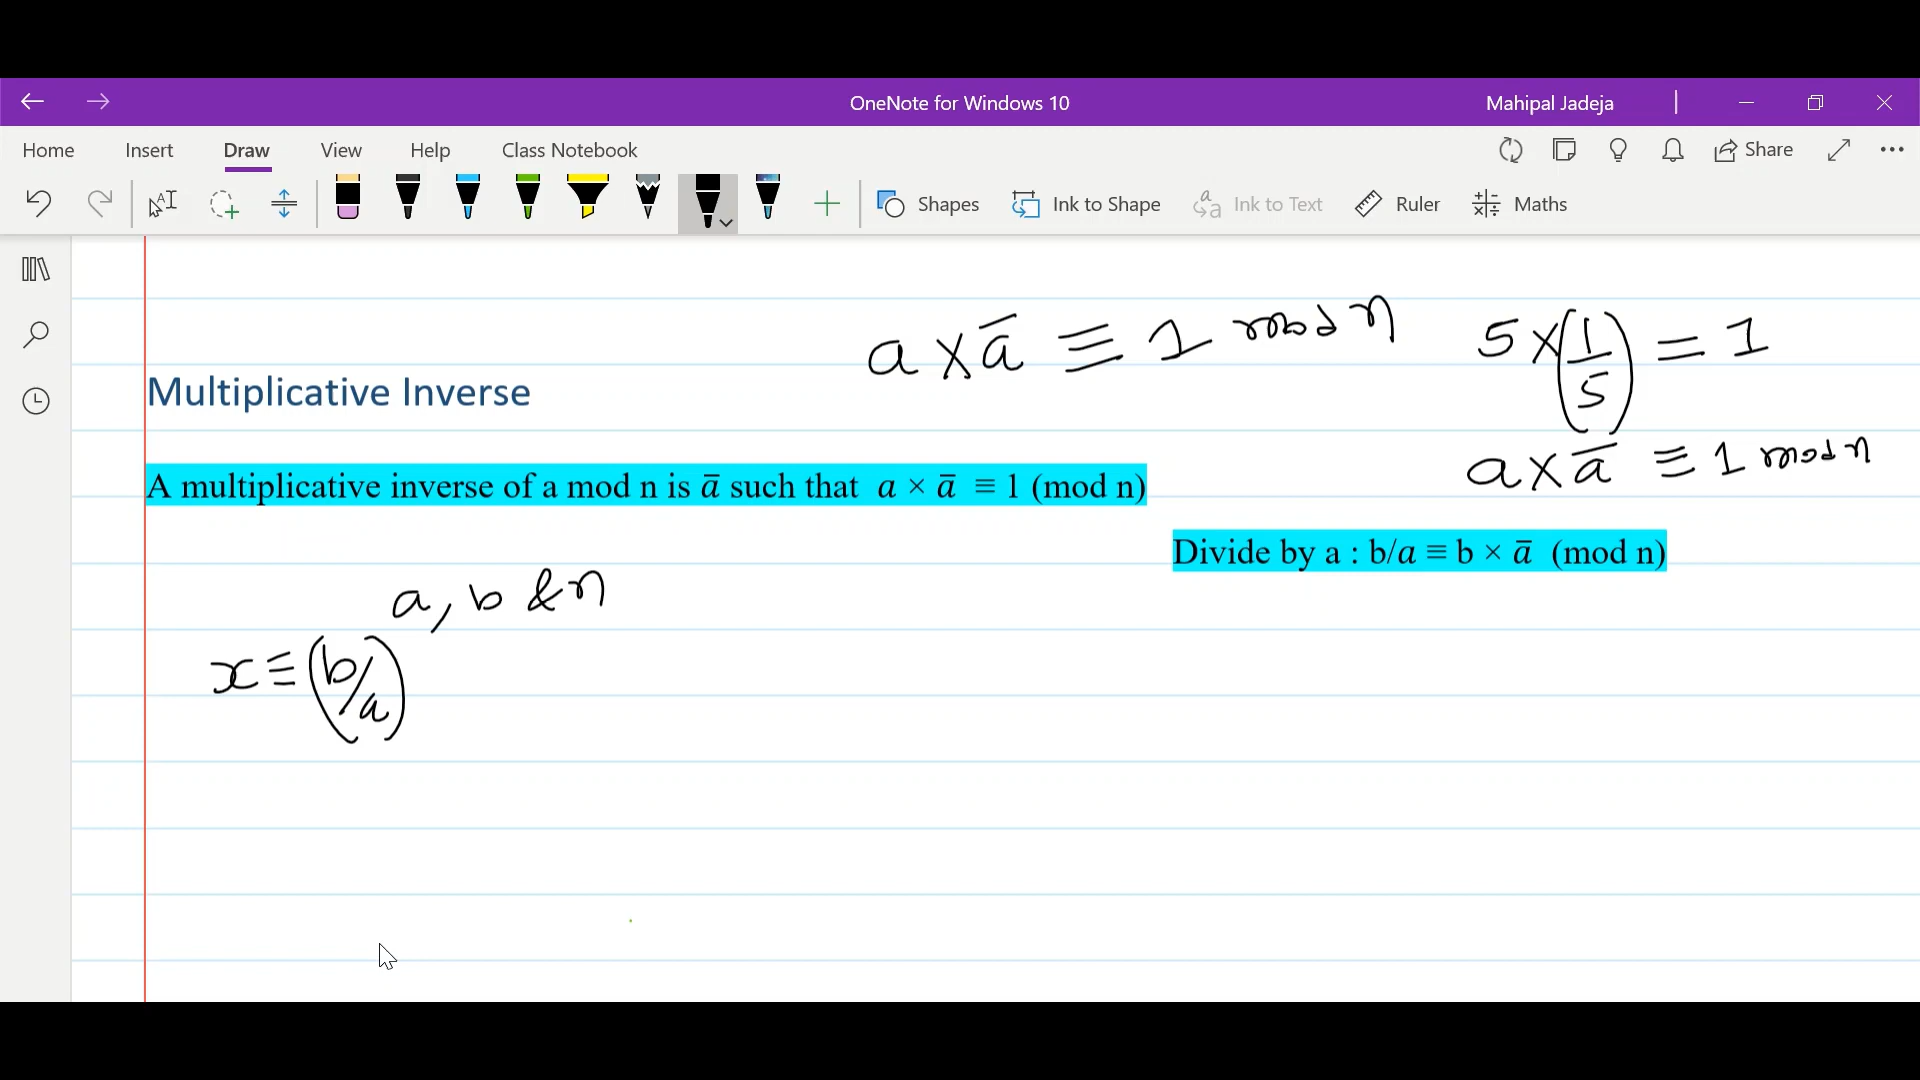 OneNote for Windows 10
Mahipal Jadeja
Home Insert Draw View Help Class Notebook Share
Shapes Ink to Shape Ink to Text Ruler Maths
a × ā ≡ 1 mod n
5 × (1/5) = 1
Multiplicative Inverse
a × ā ≡ 1 mod n
A multiplicative inverse of a mod n is ā such that a × ā ≡ 1 (mod n)
Divide by a : b/a ≡ b × ā (mod n)
a, b & n
x ≡ (b/a)